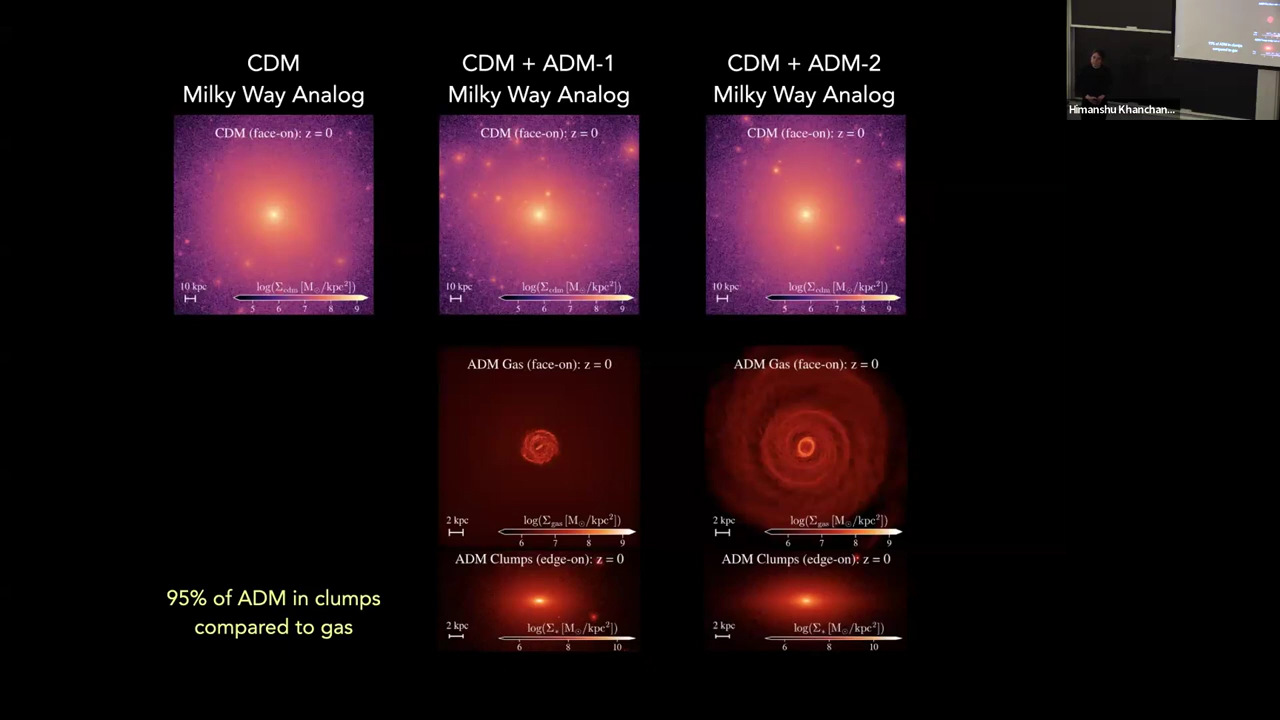 CDM
Milky Way Analog
CDM + ADM-1
Milky Way Analog
CDM + ADM-2
Milky Way Analog
CDM (face-on): z = 0
10 kpc
log(Σcdm [M⊙/kpc²])
5 6 7 8 9
CDM (face-on): z = 0
10 kpc
log(Σcdm [M⊙/kpc²])
5 6 7 8 9
CDM (face-on): z = 0
10 kpc
log(Σcdm [M⊙/kpc²])
5 6 7 8 9
ADM Gas (face-on): z = 0
2 kpc
log(Σgas [M⊙/kpc²])
6 7 8 9
ADM Gas (face-on): z = 0
2 kpc
log(Σgas [M⊙/kpc²])
6 7 8 9
ADM Clumps (edge-on): z = 0
2 kpc
log(Σ* [M⊙/kpc²])
6 8 10
ADM Clumps (edge-on): z = 0
2 kpc
log(Σ* [M⊙/kpc²])
6 8 10
95% of ADM in clumps
compared to gas
Himanshu Khanchan...